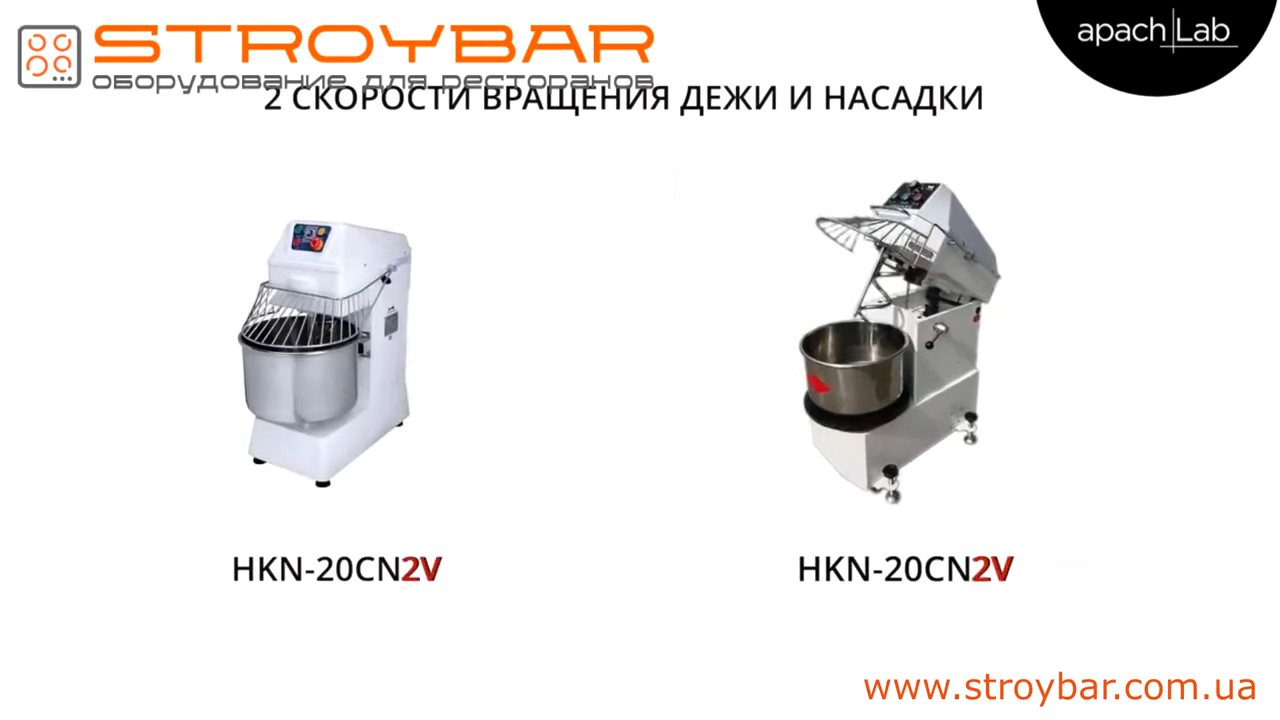 STROYBAR
оборудование для ресторанов
apach|Lab
2 СКОРОСТИ ВРАЩЕНИЯ ДЕЖИ И НАСАДКИ
HKN-20CN2V
HKN-20CN2V
www.stroybar.com.ua